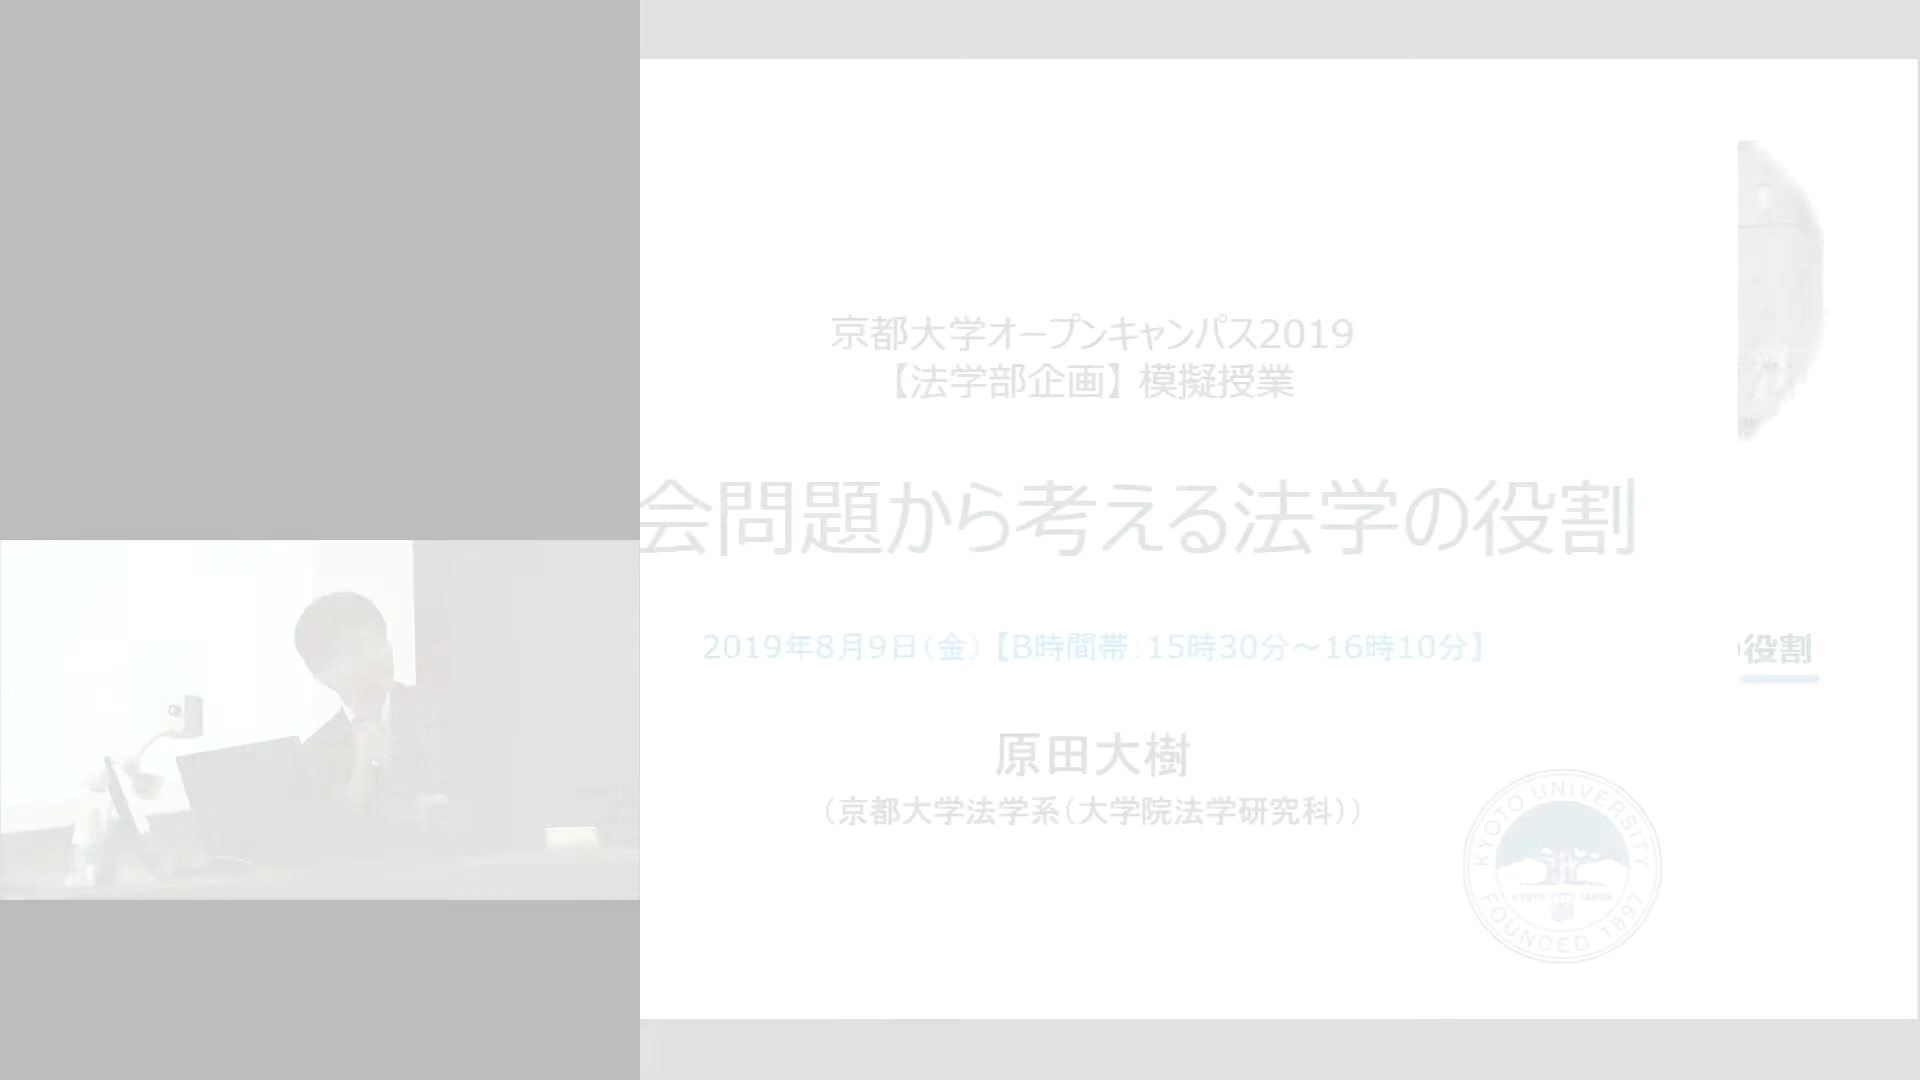 京都大学オープンキャンパス2019
【法学部企画】模擬授業
会問題から考える法学の役割
2019年8月9日（金）【B時間帯：15時30分～16時10分】
役割
原田大樹
（京都大学法学系（大学院法学研究科））
KYOTO UNIVERSITY
KYOTO JAPAN
FOUNDED 1897